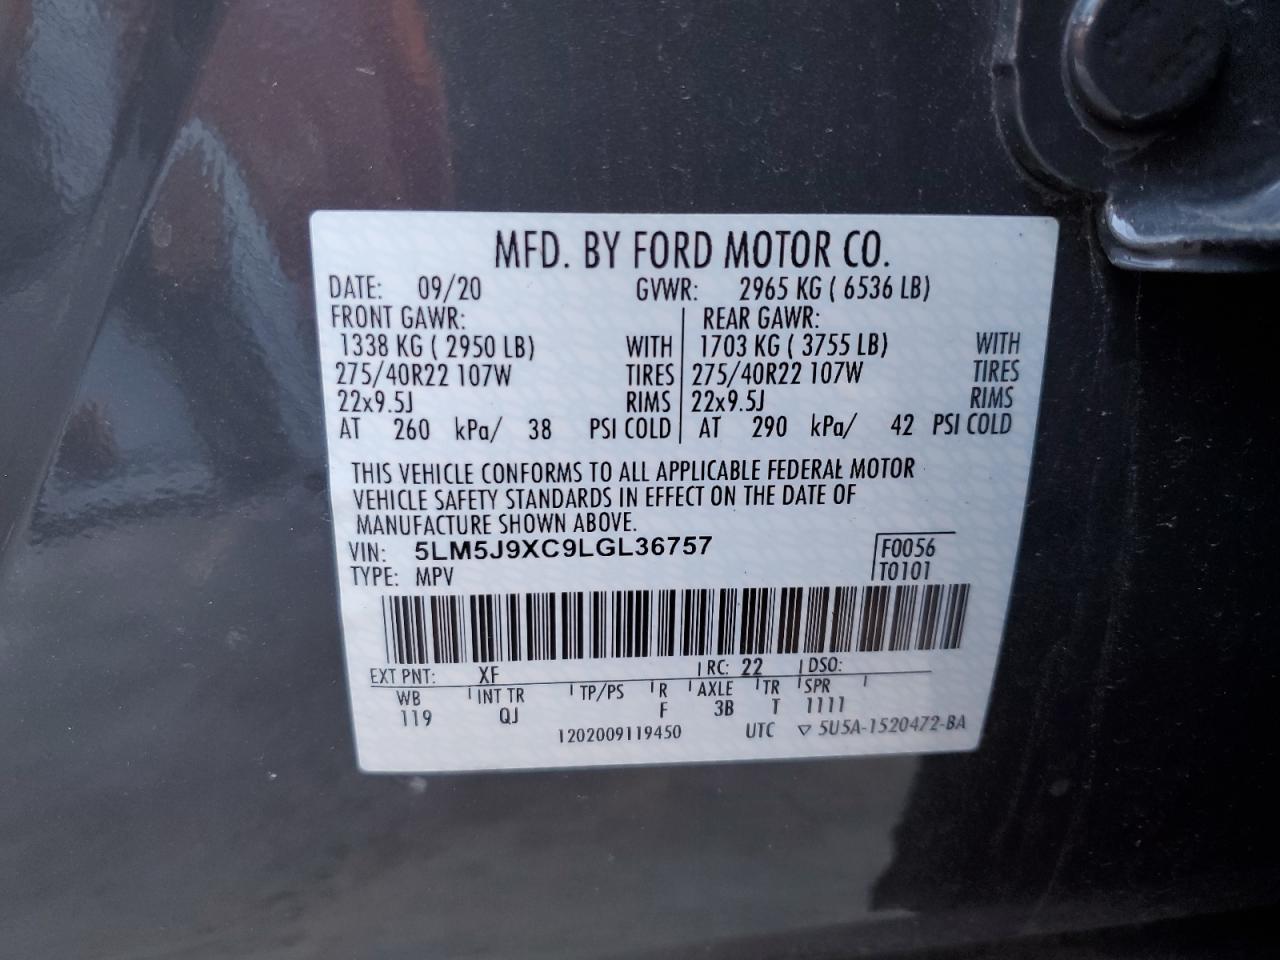 MFD. BY FORD MOTOR CO.
DATE: 09/20 GVWR: 2965 KG ( 6536 LB)
FRONT GAWR: REAR GAWR:
1338 KG ( 2950 LB) WITH 1703 KG ( 3755 LB) WITH
275/40R22 107W TIRES 275/40R22 107W TIRES
22x9.5J RIMS 22x9.5J RIMS
AT 260 kPa/ 38 PSI COLD AT 290 kPa/ 42 PSI COLD
THIS VEHICLE CONFORMS TO ALL APPLICABLE FEDERAL MOTOR
VEHICLE SAFETY STANDARDS IN EFFECT ON THE DATE OF
MANUFACTURE SHOWN ABOVE.
VIN: 5LM5J9XC9LGL36757 F0056
TYPE: MPV T0101
EXT PNT: XF RC: 22 DSO:
WB INT TR TP/PS R AXLE TR SPR
119 QJ F 3B T 1111
1202009119450 UTC ▽ 5U5A-1520472-BA